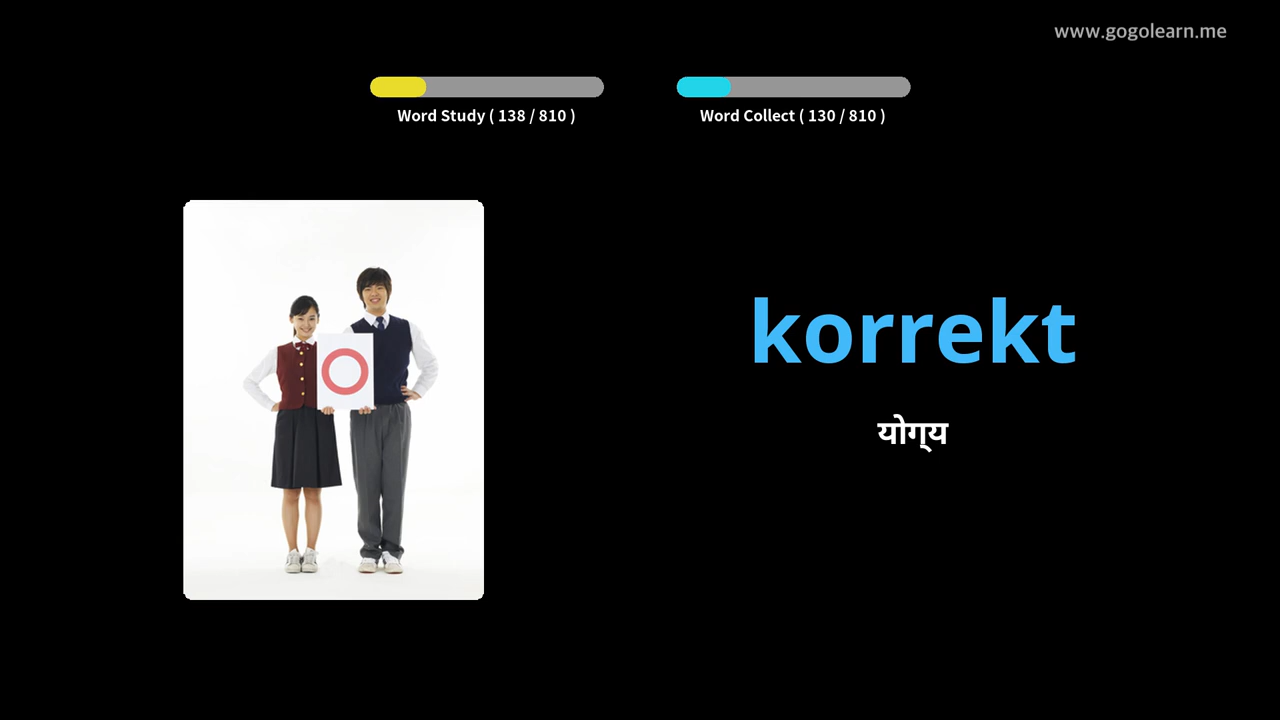 www.gogolearn.me
Word Study ( 138 / 810 )
Word Collect ( 130 / 810 )
korrekt
योग्य